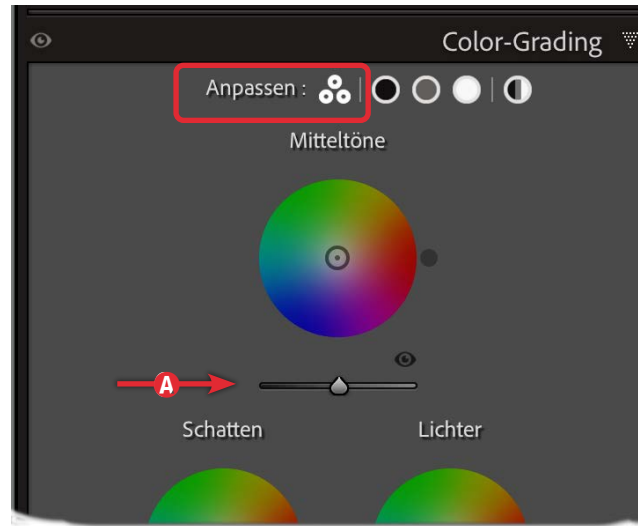 Color-Grading
Anpassen :
Mitteltöne
A
Schatten Lichter